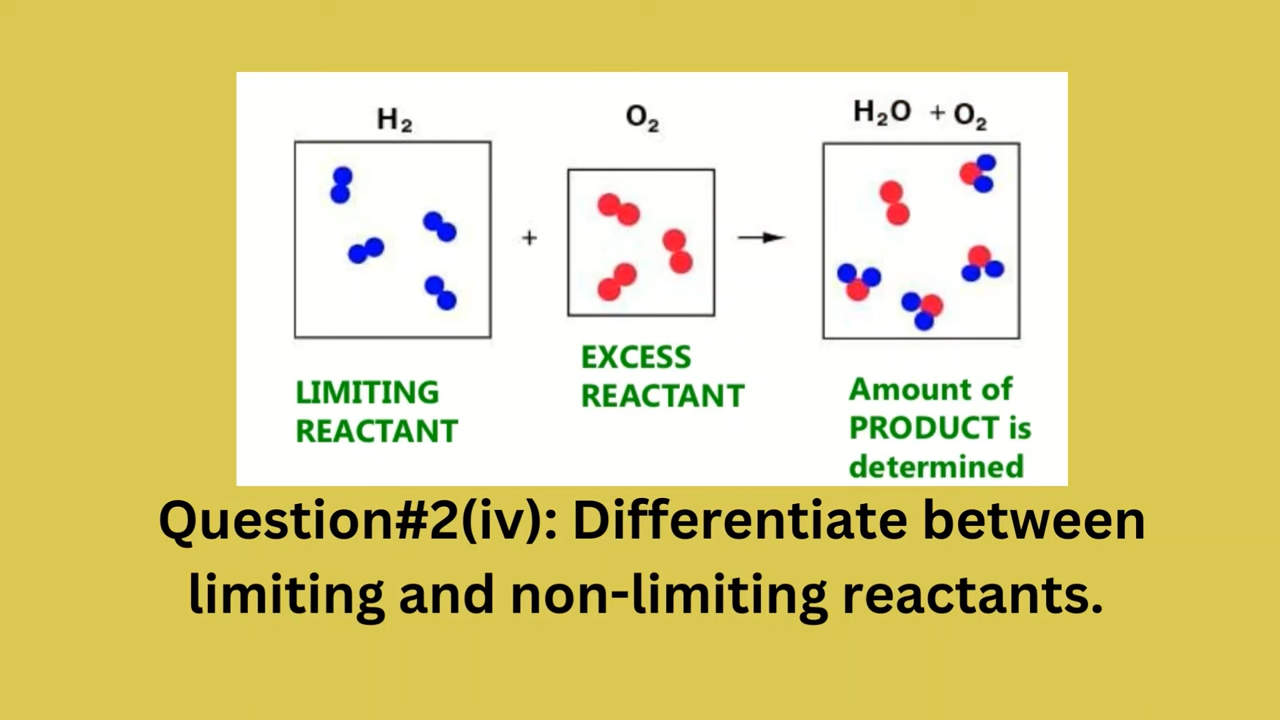 H₂
O₂
H₂O + O₂
+
LIMITING
REACTANT
EXCESS
REACTANT
Amount of
PRODUCT is
determined
Question#2(iv): Differentiate between
limiting and non-limiting reactants.